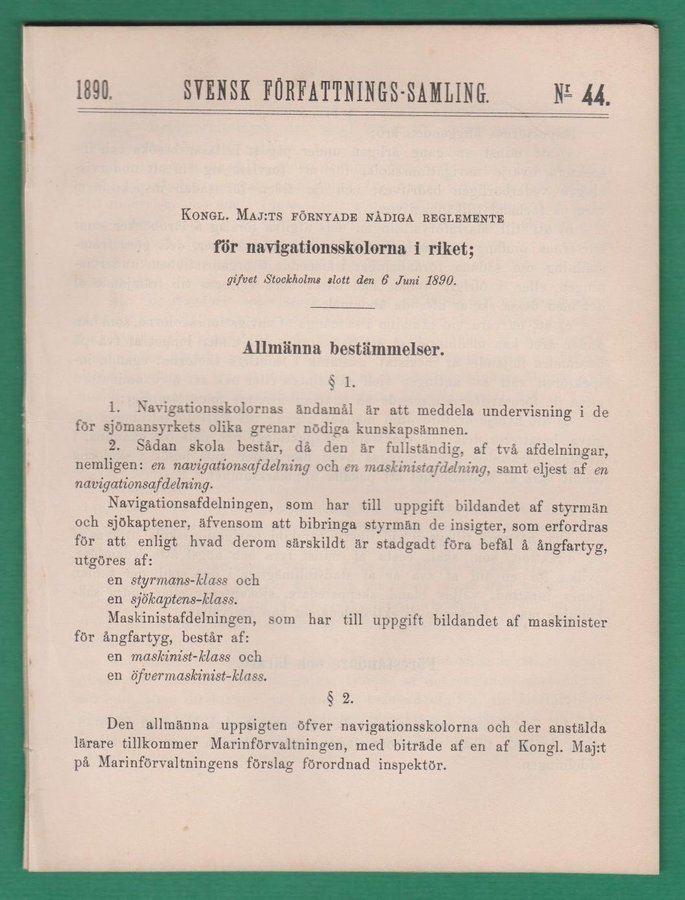 1890.
SVENSK FÖRFATTNINGS-SAMLING.
Nr 44.
KONGL. MAJ:TS FÖRNYADE NÅDIGA REGLEMENTE
för navigationsskolorna i riket;
gifvet Stockholms slott den 6 Juni 1890.
Allmänna bestämmelser.
§ 1.
1. Navigationsskolornas ändamål är att meddela undervisning i de
för sjömansyrkets olika grenar nödiga kunskapsämnen.
2. Sådan skola består, då den är fullständig, af två afdelningar,
nemligen: en navigationsafdelning och en maskinistafdelning, samt eljest af en
navigationsafdelning.
Navigationsafdelningen, som har till uppgift bildandet af styrmän
och sjökaptener, äfvensom att bibringa styrmän de insigter, som erfordras
för att enligt hvad derom särskildt är stadgadt föra befäl å ångfartyg,
utgöres af:
en styrmans-klass och
en sjökaptens-klass.
Maskinistafdelningen, som har till uppgift bildandet af maskinister
för ångfartyg, består af:
en maskinist-klass och
en öfvermaskinist-klass.
§ 2.
Den allmänna uppsigten öfver navigationsskolorna och der anstälda
lärare tillkommer Marinförvaltningen, med biträde af en af Kongl. Maj:t
på Marinförvaltningens förslag förordnad inspektör.